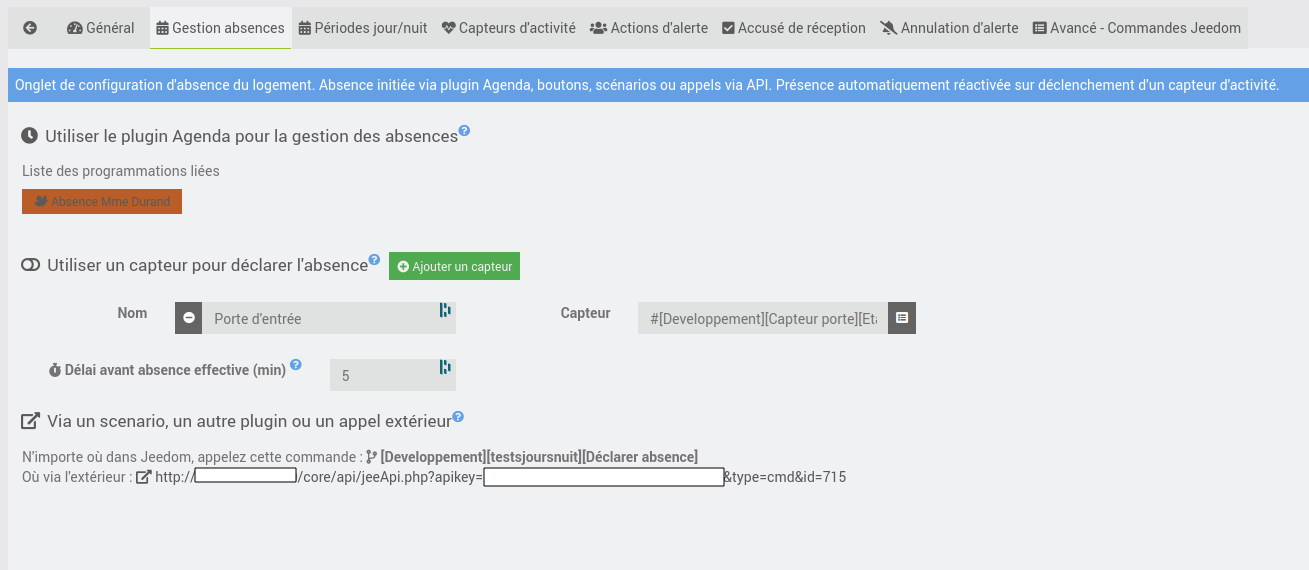 Général Gestion absences Périodes jour/nuit Capteurs d'activité Actions d'alerte Accusé de réception Annulation d'alerte Avancé - Commandes Jeedom
Onglet de configuration d'absence du logement. Absence initiée via plugin Agenda, boutons, scénarios ou appels via API. Présence automatiquement réactivée sur déclenchement d'un capteur d'activité.
Utiliser le plugin Agenda pour la gestion des absences
Liste des programmations liées
Absence Mme Durand
Utiliser un capteur pour déclarer l'absence Ajouter un capteur
Nom Porte d'entrée Capteur #[Developpement][Capteur porte][Eta
Délai avant absence effective (min) 5
Via un scenario, un autre plugin ou un appel extérieur
N'importe où dans Jeedom, appelez cette commande : [Developpement][testsjoursnuit][Déclarer absence]
Où via l'extérieur : http:// /core/api/jeeApi.php?apikey= &type=cmd&id=715